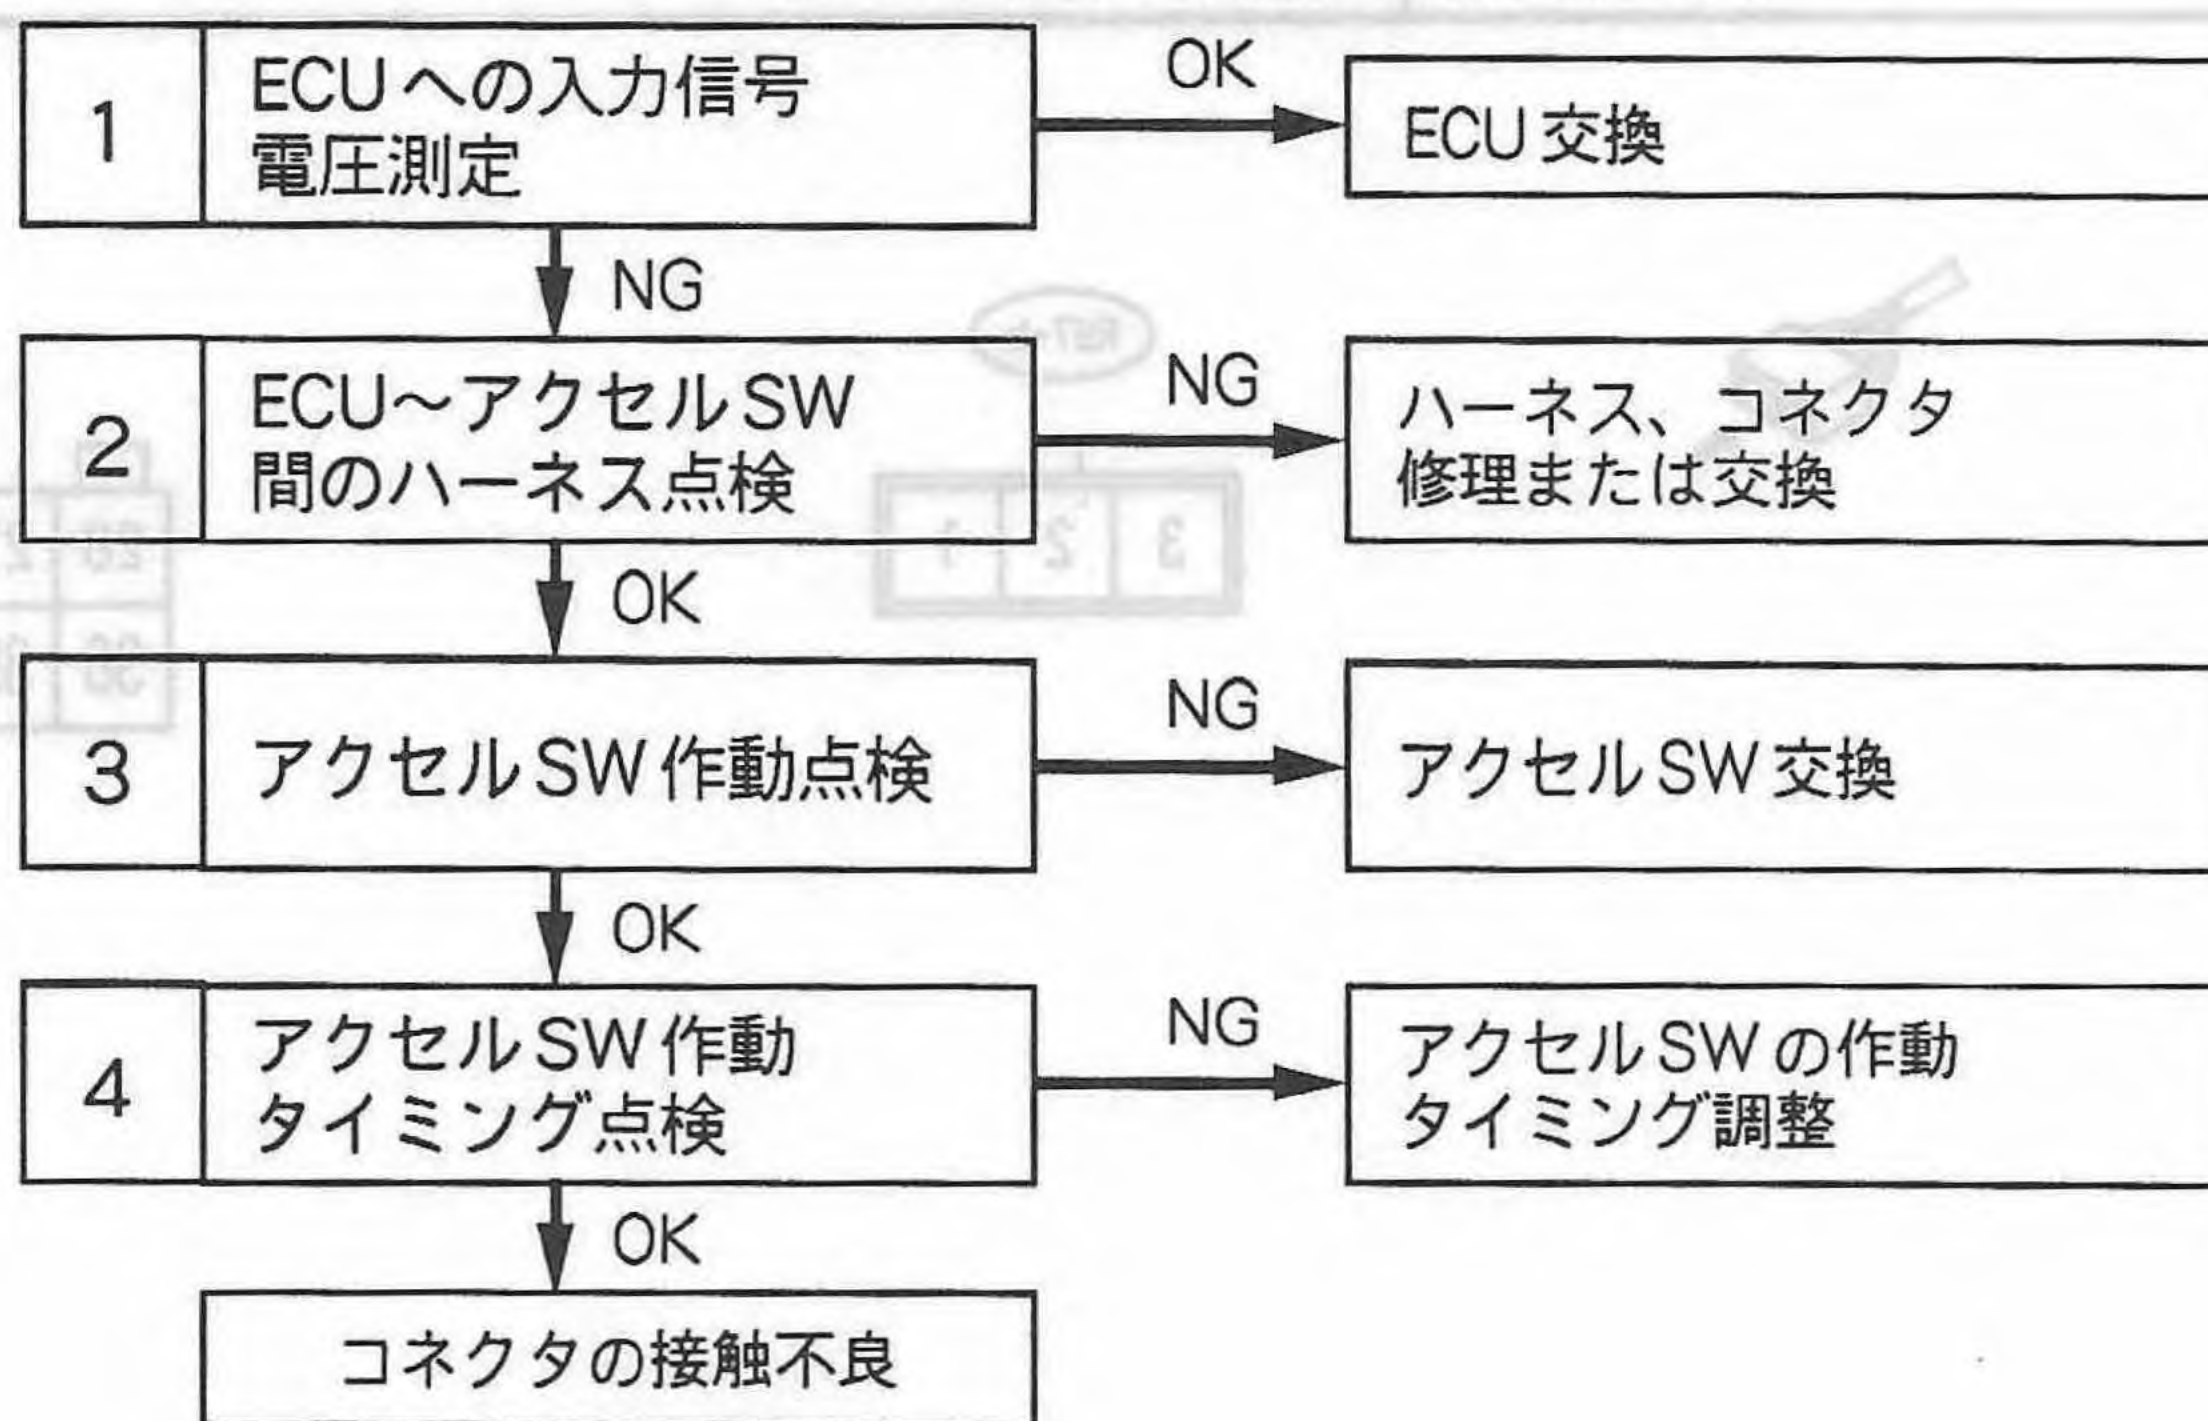 1
ECUへの入力信号
電圧測定
OK
ECU交換
NG
2
ECU～アクセルSW
間のハーネス点検
NG
ハーネス、コネクタ
修理または交換
OK
3
アクセルSW作動点検
NG
アクセルSW交換
OK
4
アクセルSW作動
タイミング点検
NG
アクセルSWの作動
タイミング調整
OK
コネクタの接触不良